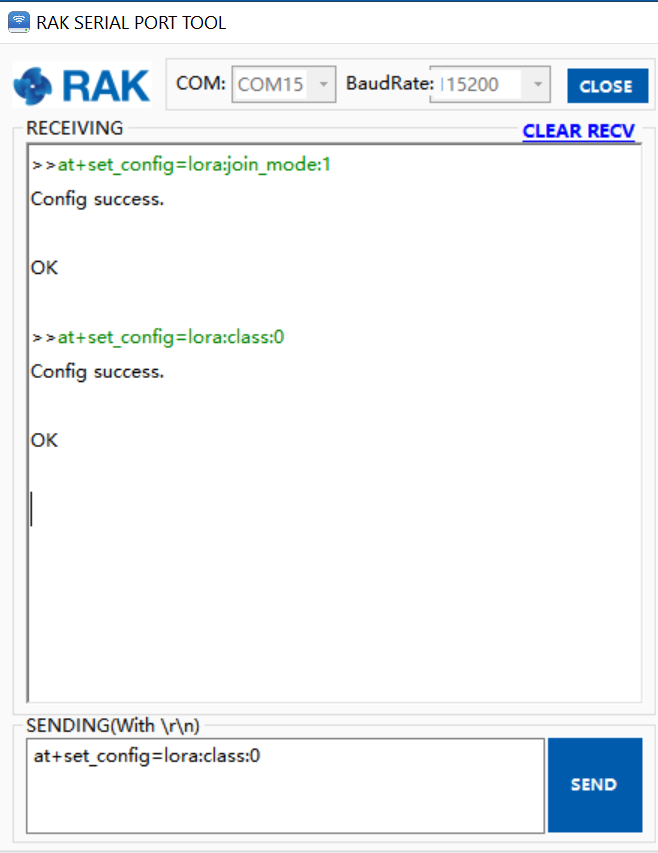 RAK SERIAL PORT TOOL
RAK COM: COM15 BaudRate: 115200 CLOSE
RECEIVING CLEAR RECV
>>at+set_config=lora:join_mode:1
Config success.
OK
>>at+set_config=lora:class:0
Config success.
OK
SENDING(With \r\n)
at+set_config=lora:class:0
SEND